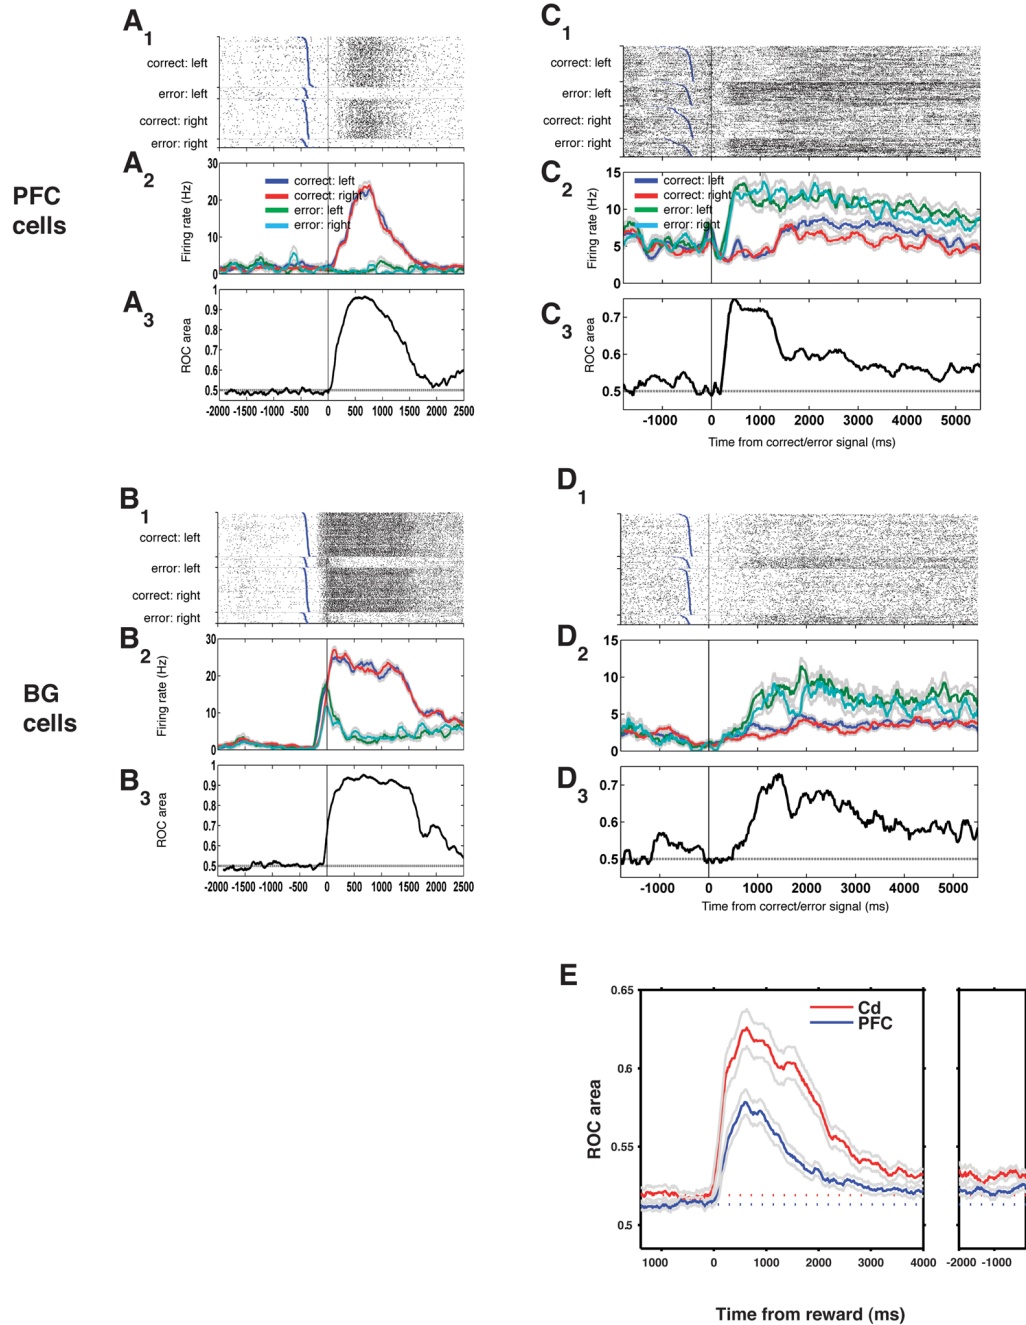 A1
correct: left
error: left
correct: right
error: right
PFC
cells
A2
Firing rate (Hz)
30
20
10
0
correct: left
correct: right
error: left
error: right
A3
ROC area
1
0.9
0.8
0.7
0.6
0.5
-2000 -1500 -1000 -500 0 500 1000 1500 2000 2500
C1
correct: left
error: left
correct: right
error: right
C2
Firing rate (Hz)
15
10
5
0
correct: left
correct: right
error: left
error: right
C3
ROC area
0.7
0.6
0.5
-1000 0 1000 2000 3000 4000 5000
Time from correct/error signal (ms)
BG
cells
B1
correct: left
error: left
correct: right
error: right
B2
Firing rate (Hz)
30
20
10
0
B3
ROC area
1
0.9
0.8
0.7
0.6
0.5
-2000 -1500 -1000 -500 0 500 1000 1500 2000 2500
D1
D2
15
10
5
0
D3
0.7
0.6
0.5
-1000 0 1000 2000 3000 4000 5000
Time from correct/error signal (ms)
E
ROC area
0.65
0.6
0.55
0.5
Cd
PFC
1000 0 1000 2000 3000 4000
-2000 -1000
Time from reward (ms)